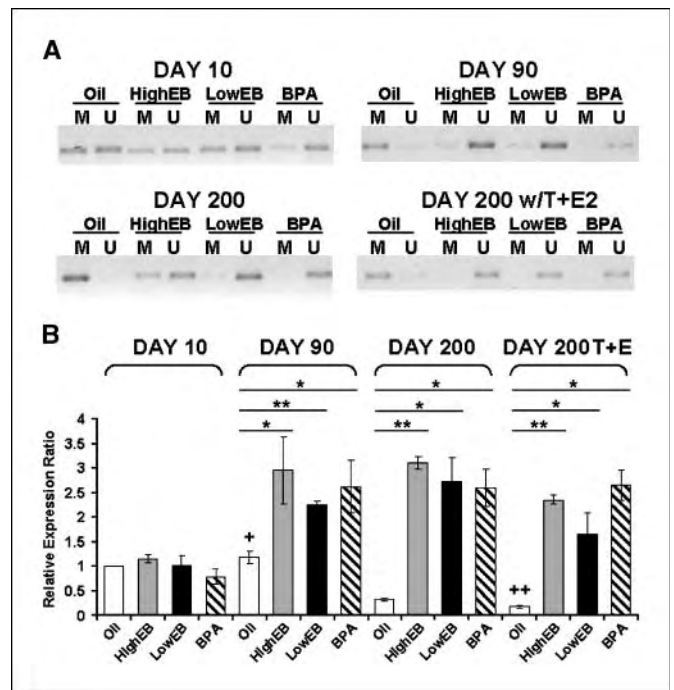 A
DAY 10
Oil HighEB LowEB BPA
M U M U M U M U
DAY 90
Oil HighEB LowEB BPA
M U M U M U M U
DAY 200
Oil HighEB LowEB BPA
M U M U M U M U
DAY 200 w/T+E2
Oil HighEB LowEB BPA
M U M U M U M U
B
DAY 10 DAY 90 DAY 200 DAY 200 T+E
* * *
** * *
* ** **
Relative Expression Ratio
4
3.5
3
2.5
2
1.5
1
0.5
0
+
++
Oil HighEB LowEB BPA Oil HighEB LowEB BPA Oil HighEB LowEB BPA Oil HighEB LowEB BPA